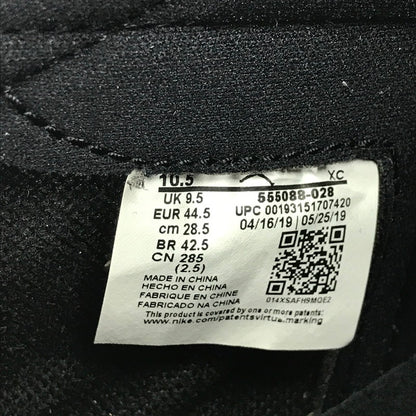 10.5 XC
UK 9.5 555088-028
EUR 44.5 UPC 00193151707420
cm 28.5 04/16/19 05/25/19
BR 42.5
CN 285
(2.5)
MADE IN CHINA
HECHO EN CHINA
FABRIQUE EN CHINE
FABRICADO NA CHINA
014XSAFHSMQEZ
This product is covered by one or more patents:
www.nike.com/patentsvirtualmarking